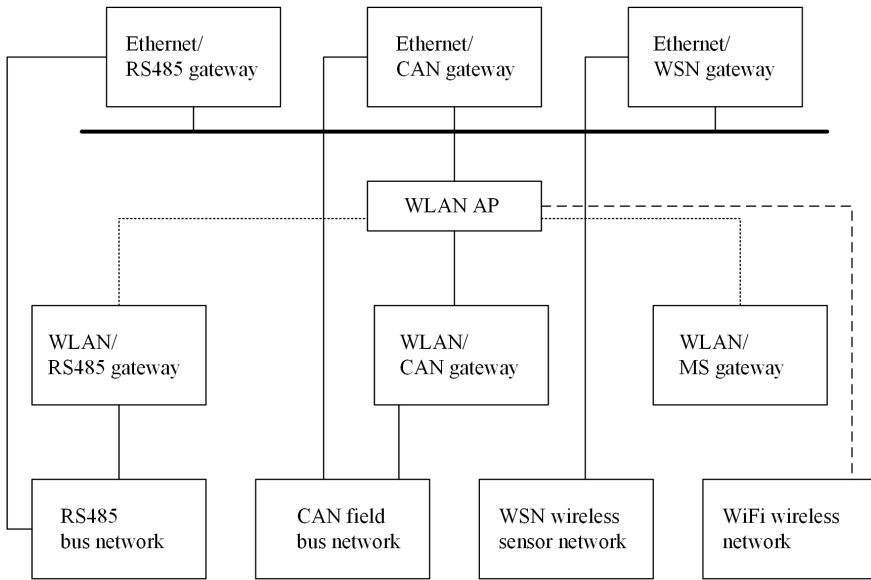 Ethernet/
RS485 gateway
Ethernet/
CAN gateway
Ethernet/
WSN gateway
WLAN AP
WLAN/
RS485 gateway
WLAN/
CAN gateway
WLAN/
MS gateway
RS485
bus network
CAN field
bus network
WSN wireless
sensor network
WiFi wireless
network